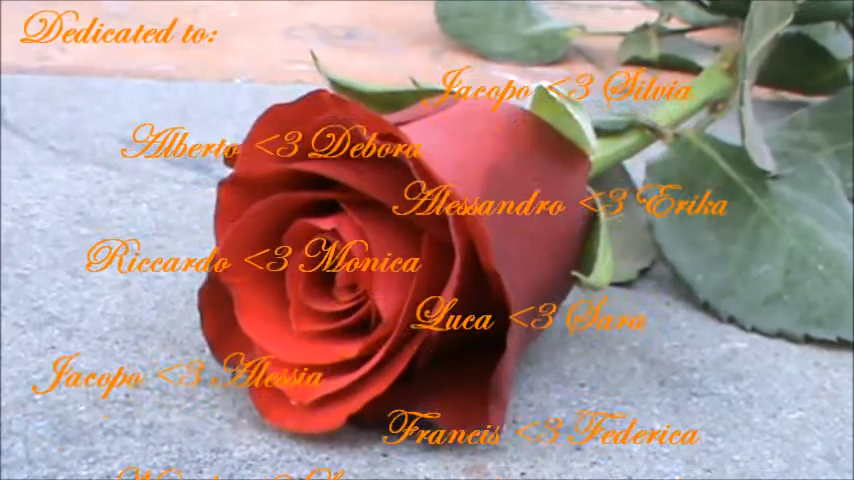 Dedicated to:
Jacopo <3 Silvia
Alberto <3 Debora
Alessandro <3 Erika
Riccardo <3 Monica
Luca <3 Sara
Jacopo <3 Alessia
Francis <3 Federica